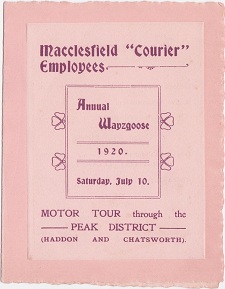 Macclesfield "Courier"
Employees.
Annual
Wayzgoose
1920.
Saturday, July 10.
MOTOR TOUR through the
PEAK DISTRICT
(HADDON AND CHATSWORTH).